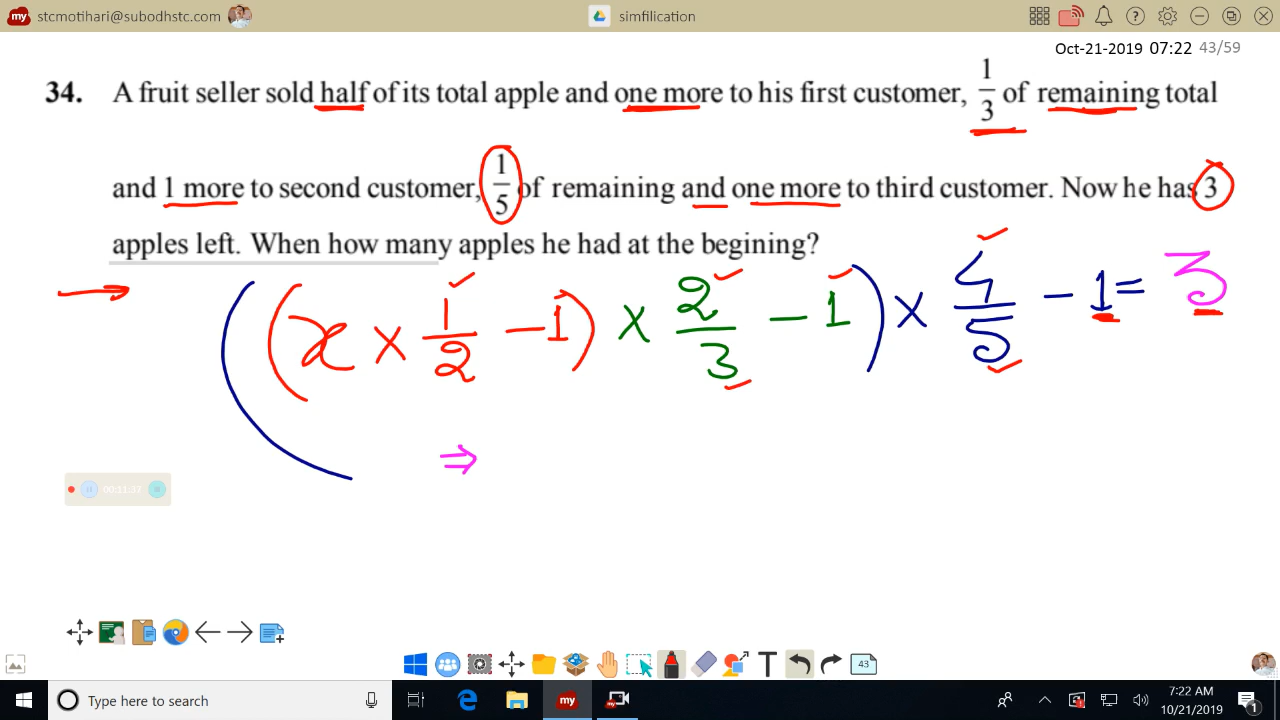 my stcmotihari@subodhstc.com simfilication
Oct-21-2019 07:22 43/59
34. A fruit seller sold half of its total apple and one more to his first customer, 1/3 of remaining total
and 1 more to second customer, 1/5 of remaining and one more to third customer. Now he has 3
apples left. When how many apples he had at the begining?
→ ((x × 1/2 − 1) × 2/3 − 1) × 4/5 − 1 = 3
⇒
T 43
Type here to search my 7:22 AM
10/21/2019 1